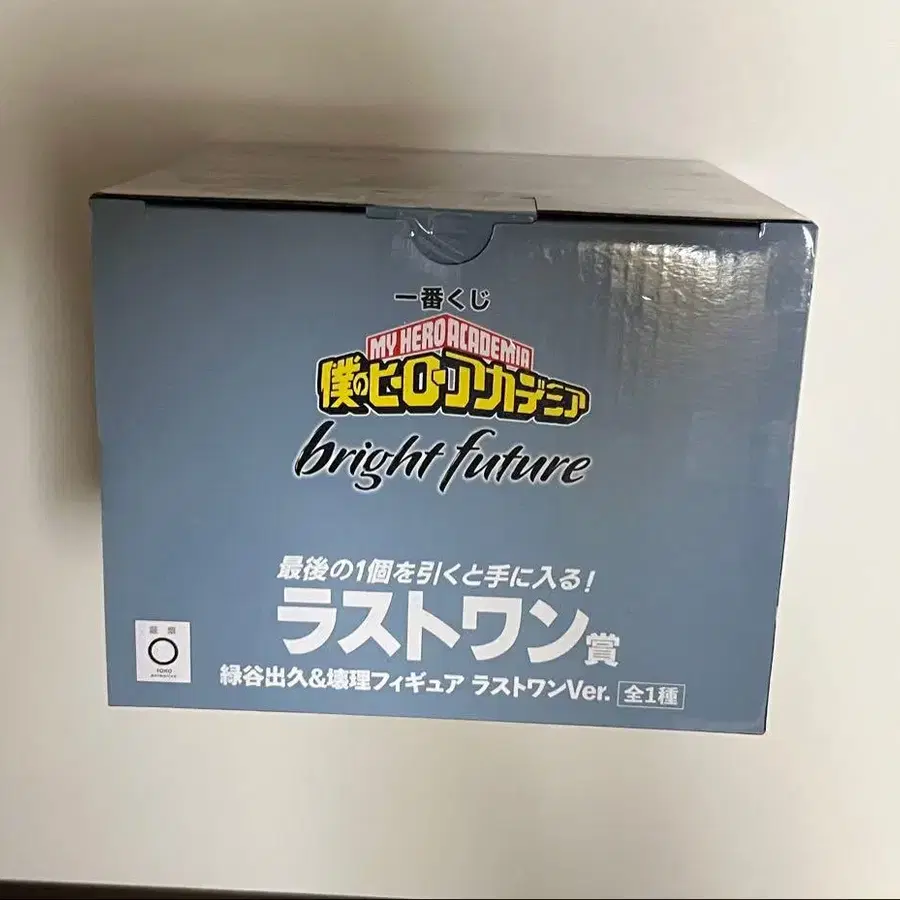 一番くじ
MY HERO ACADEMIA
僕のヒーローアカデミア
bright future
最後の1個を引くと手に入る!
ラストワン賞
緑谷出久&壊理フィギュア ラストワンVer. 全1種
TOHO
animation